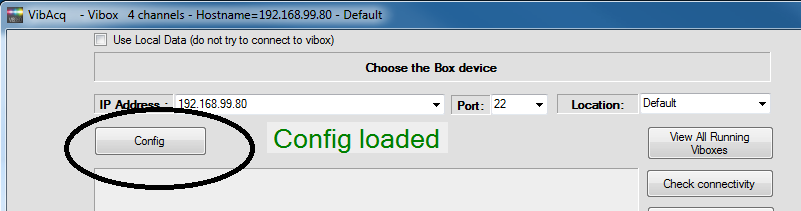 VibAcq - Vibox 4 channels - Hostname=192.168.99.80 - Default
Use Local Data (do not try to connect to vibox)
Choose the Box device
IP Address : 192.168.99.80 Port: 22 Location: Default
Config Config loaded View All Running
Viboxes
Check connectivity